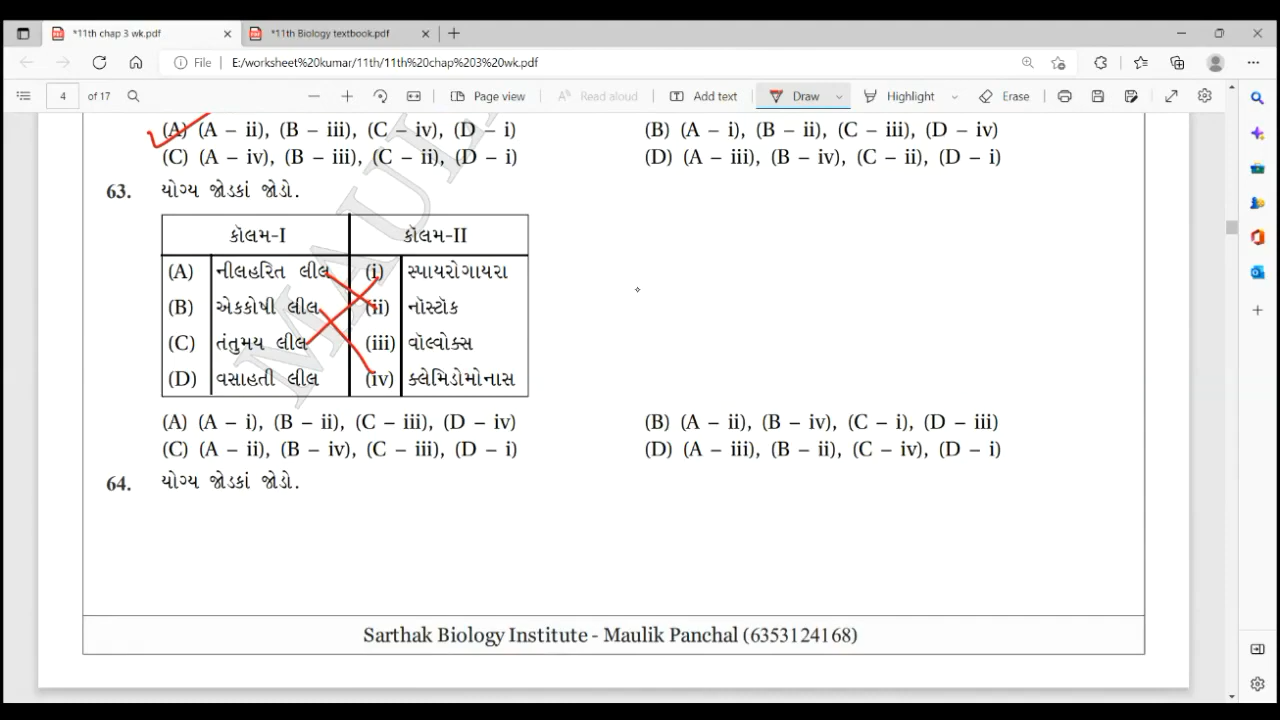 *11th chap 3 wk.pdf
*11th Biology textbook.pdf
File E:/worksheet%20kumar/11th/11th%20chap%203%20wk.pdf
4 of 17
Page view
Read aloud
Add text
Draw
Highlight
Erase
(A) (A – ii), (B – iii), (C – iv), (D – i)
(B) (A – i), (B – ii), (C – iii), (D – iv)
(C) (A – iv), (B – iii), (C – ii), (D – i)
(D) (A – iii), (B – iv), (C – ii), (D – i)
63. યોગ્ય જોડકાં જોડો.
કૉલમ-I કૉલમ-II
(A) નીલહરિત લીલ (i) સ્પાયરોગાયરા
(B) એકકોષી લીલ (ii) નૉસ્ટૉક
(C) તંતુમય લીલ (iii) વૉલ્વોક્સ
(D) વસાહતી લીલ (iv) ક્લેમિડોમોનાસ
(A) (A – i), (B – ii), (C – iii), (D – iv)
(B) (A – ii), (B – iv), (C – i), (D – iii)
(C) (A – ii), (B – iv), (C – iii), (D – i)
(D) (A – iii), (B – ii), (C – iv), (D – i)
64. યોગ્ય જોડકાં જોડો.
Sarthak Biology Institute - Maulik Panchal (6353124168)